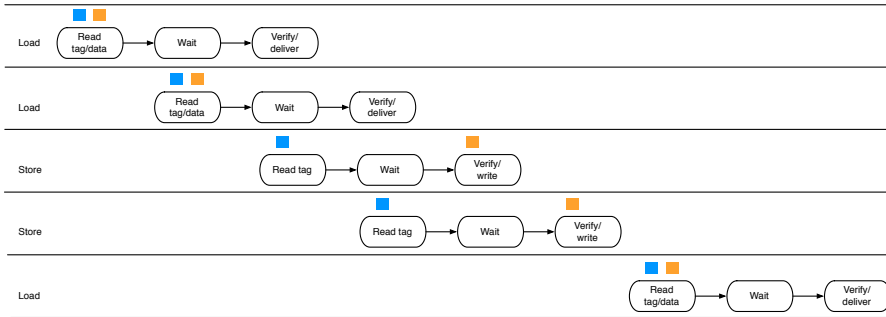 Load
Read
tag/data
Wait
Verify/
deliver
Load
Read
tag/data
Wait
Verify/
deliver
Store
Read tag
Wait
Verify/
write
Store
Read tag
Wait
Verify/
write
Load
Read
tag/data
Wait
Verify/
deliver